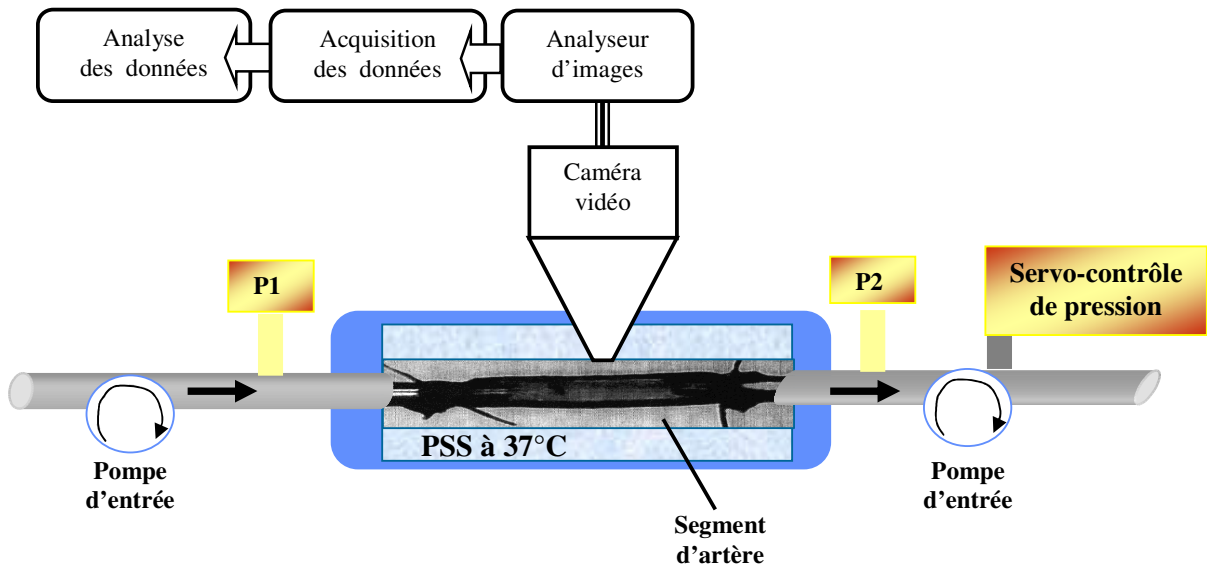 Analyse
des données
Acquisition
des données
Analyseur
d'images
Caméra
vidéo
P1
P2
Servo-contrôle
de pression
PSS à 37°C
Pompe
d'entrée
Pompe
d'entrée
Segment
d'artère